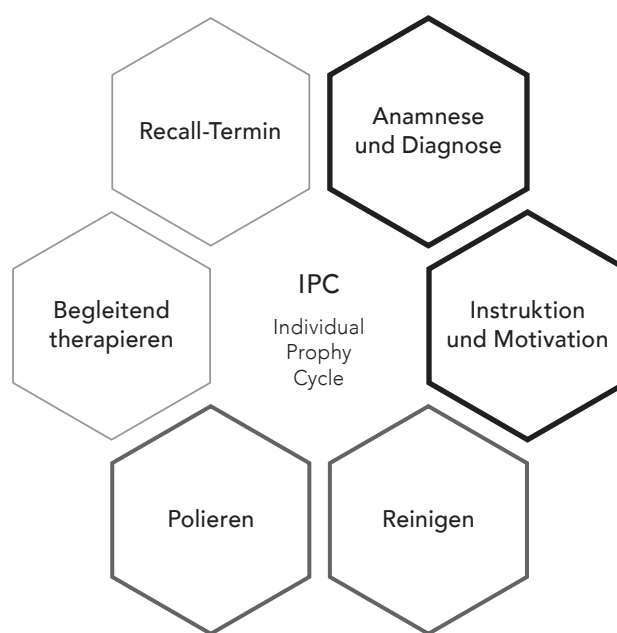 Recall-Termin
Anamnese
und Diagnose
Begleitend
therapieren
IPC
Individual
Prophy
Cycle
Instruktion
und Motivation
Polieren
Reinigen